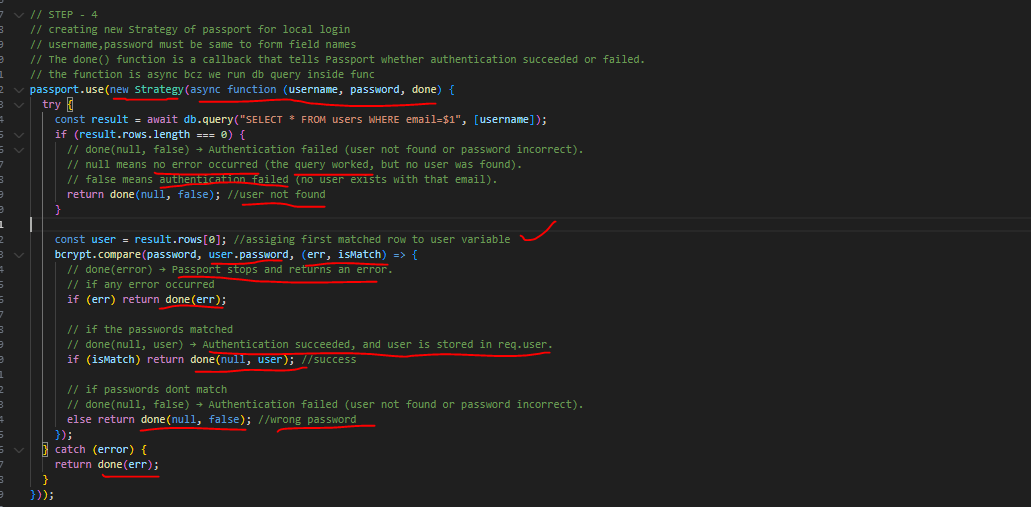 // STEP - 4
// creating new Strategy of passport for local login
// username,password must be same to form field names
// The done() function is a callback that tells Passport whether authentication succeeded or failed.
// the function is async bcz we run db query inside func
passport.use(new Strategy(async function (username, password, done) {
try {
const result = await db.query("SELECT * FROM users WHERE email=$1", [username]);
if (result.rows.length === 0) {
// done(null, false) → Authentication failed (user not found or password incorrect).
// null means no error occurred (the query worked, but no user was found).
// false means authentication failed (no user exists with that email).
return done(null, false); //user not found
}
const user = result.rows[0]; //assiging first matched row to user variable
bcrypt.compare(password, user.password, (err, isMatch) => {
// done(error) → Passport stops and returns an error.
// if any error occurred
if (err) return done(err);
// if the passwords matched
// done(null, user) → Authentication succeeded, and user is stored in req.user.
if (isMatch) return done(null, user); //success
// if passwords dont match
// done(null, false) → Authentication failed (user not found or password incorrect).
else return done(null, false); //wrong password
});
} catch (error) {
return done(err);
}
}));